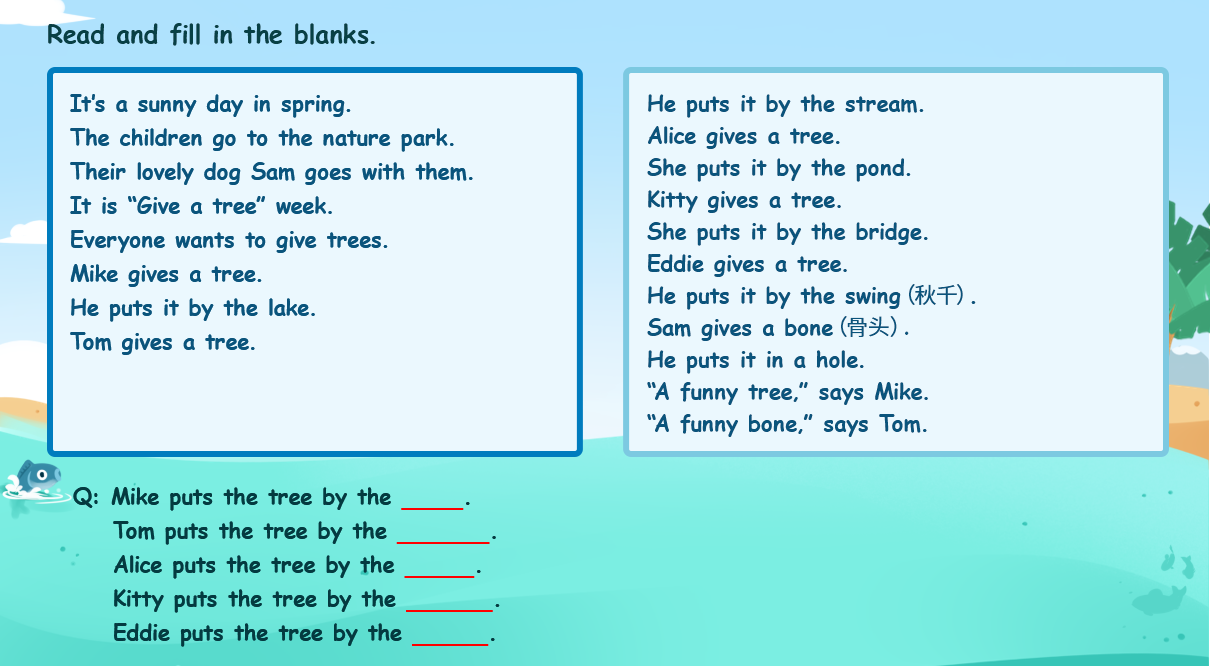 Read and fill in the blanks.
It's a sunny day in spring.
The children go to the nature park.
Their lovely dog Sam goes with them.
It is “Give a tree” week.
Everyone wants to give trees.
Mike gives a tree.
He puts it by the lake.
Tom gives a tree.
He puts it by the stream.
Alice gives a tree.
She puts it by the pond.
Kitty gives a tree.
She puts it by the bridge.
Eddie gives a tree.
He puts it by the swing (秋千) .
Sam gives a bone (骨头) .
He puts it in a hole.
“A funny tree,” says Mike.
“A funny bone,” says Tom.
Q: Mike puts the tree by the _____.
Tom puts the tree by the ________.
Alice puts the tree by the ______.
Kitty puts the tree by the ________.
Eddie puts the tree by the _______.